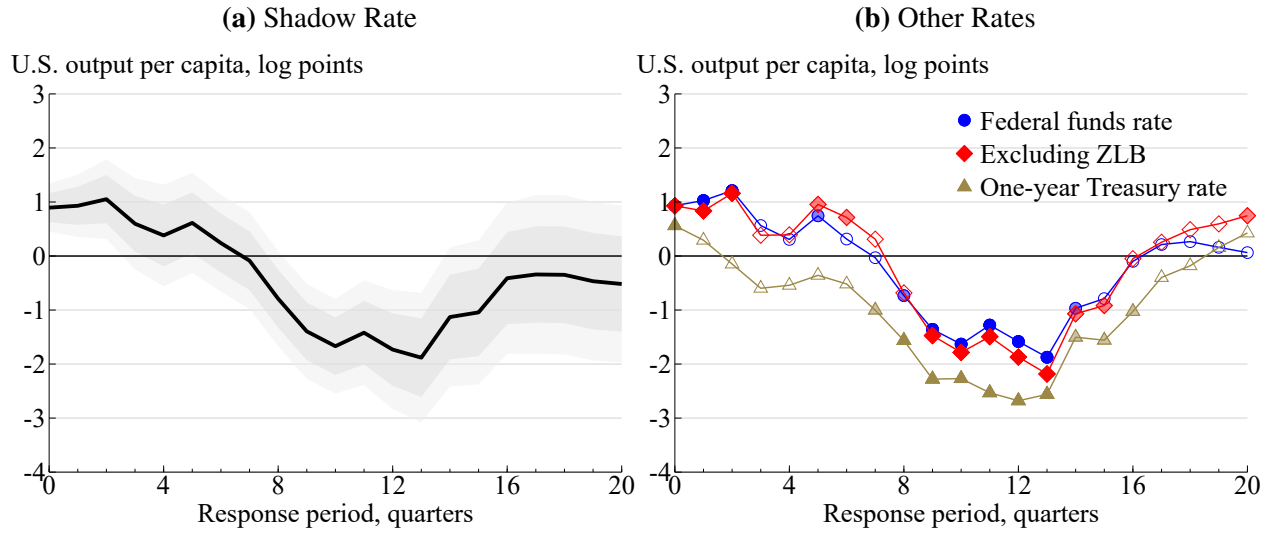 (a) Shadow Rate
U.S. output per capita, log points
3
2
1
0
-1
-2
-3
-4
0 4 8 12 16 20
Response period, quarters
(b) Other Rates
U.S. output per capita, log points
3
2
1
0
-1
-2
-3
-4
Federal funds rate
Excluding ZLB
One-year Treasury rate
0 4 8 12 16 20
Response period, quarters